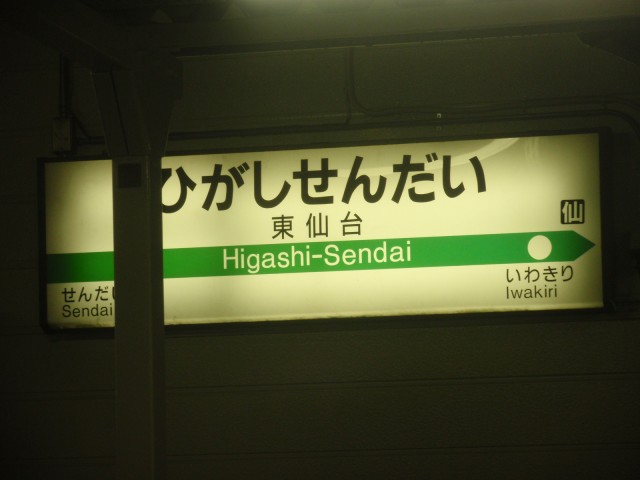 ひがしせんだい
東仙台
仙
Higashi-Sendai
せんだい
Sendai
いわきり
Iwakiri